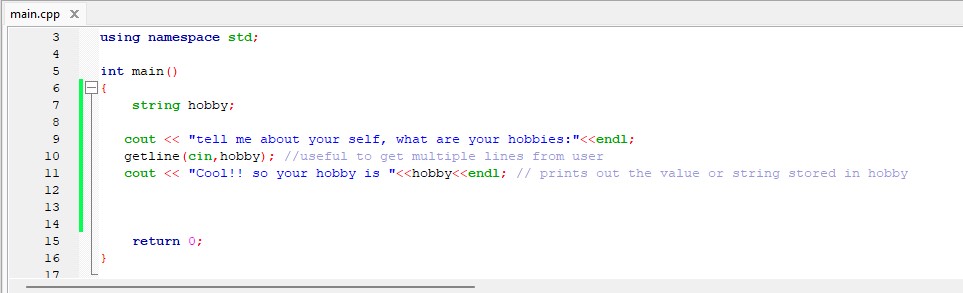 main.cpp X
3 using namespace std;
4
5 int main()
6 {
7 string hobby;
8
9 cout << "tell me about your self, what are your hobbies:"<<endl;
10 getline(cin,hobby); //useful to get multiple lines from user
11 cout << "Cool!! so your hobby is "<<hobby<<endl; // prints out the value or string stored in hobby
12
13
14
15 return 0;
16 }
17